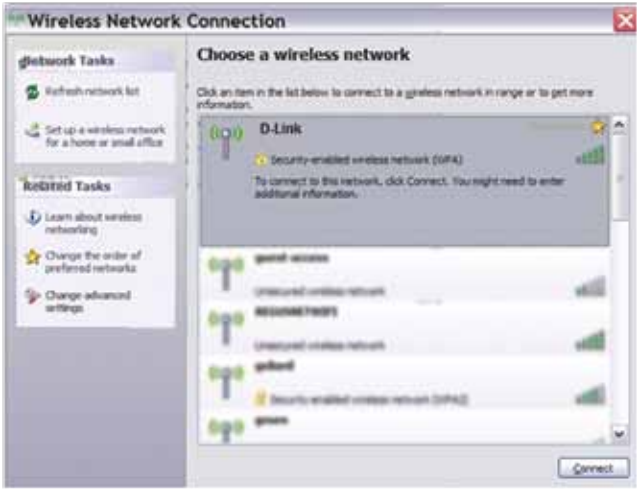 Wireless Network Connection
Network Tasks
Refresh network list
Set up a wireless network
for a home or small office
Related Tasks
Learn about wireless
networking
Change the order of
preferred networks
Change advanced
settings
Choose a wireless network
Click an item in the list below to connect to a wireless network in range or to get more
information.
D-Link
Security-enabled wireless network (WPA)
To connect to this network, click Connect. You might need to enter
additional information.
guest-access
Unsecured wireless network
Unsecured wireless network
Security-enabled wireless network (WPA2)
Connect